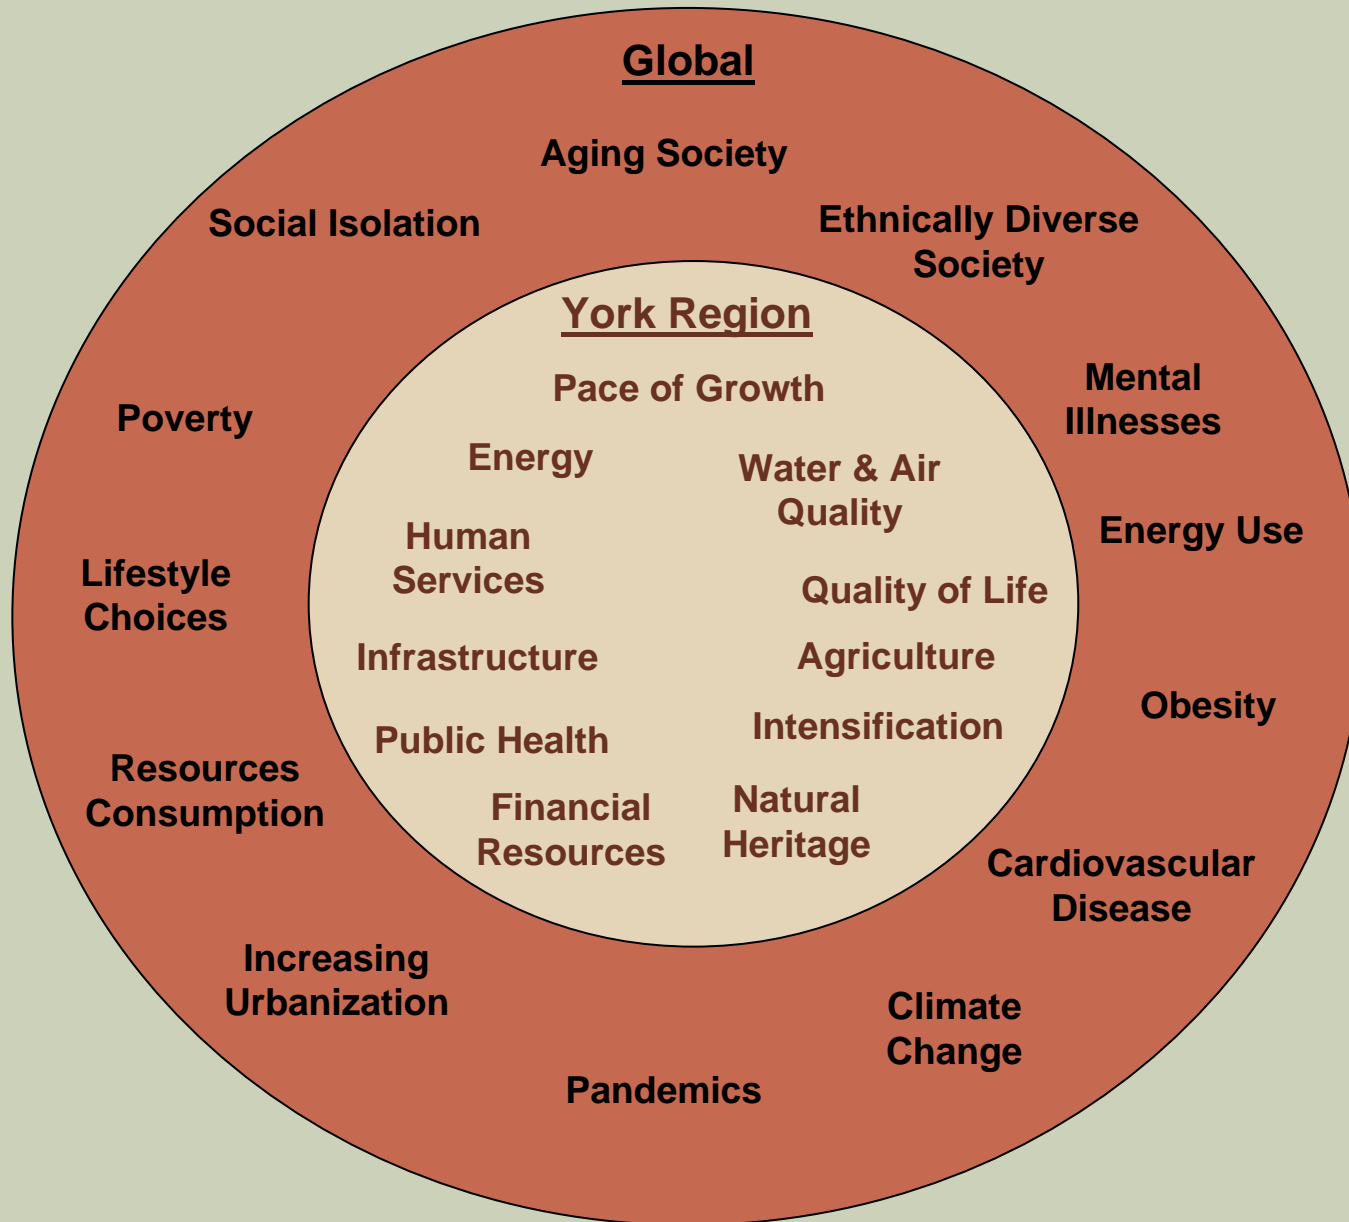 Global
Aging Society
Social Isolation
Ethnically Diverse
Society
York Region
Pace of Growth
Mental
Illnesses
Poverty
Energy
Water & Air
Quality
Energy Use
Human
Services
Lifestyle
Choices
Quality of Life
Infrastructure
Agriculture
Obesity
Public Health
Intensification
Resources
Consumption
Financial
Resources
Natural
Heritage
Cardiovascular
Disease
Increasing
Urbanization
Climate
Change
Pandemics